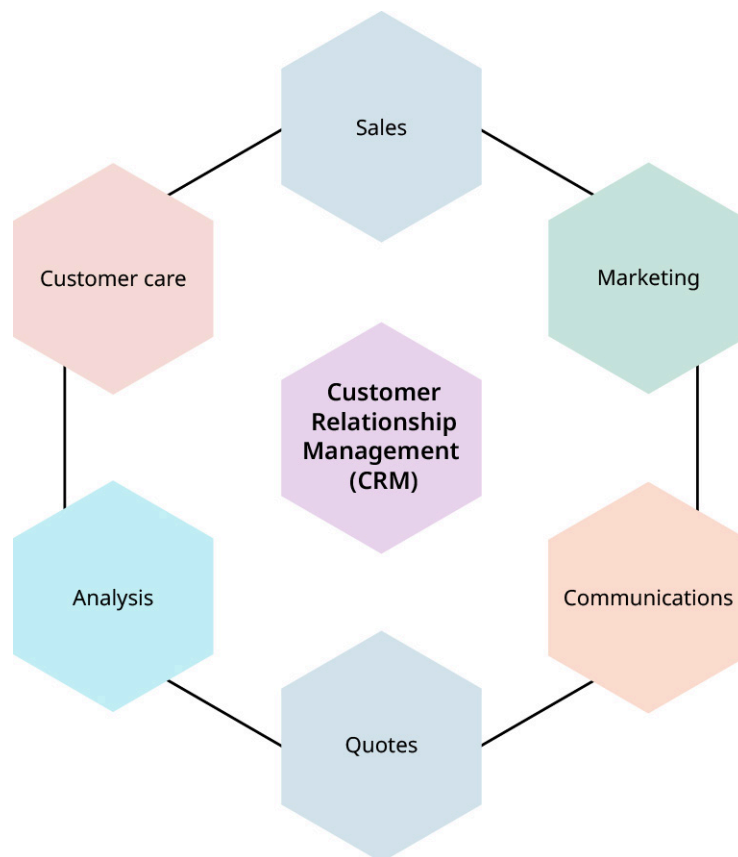 Sales
Customer care
Marketing
Customer
Relationship
Management
(CRM)
Analysis
Communications
Quotes